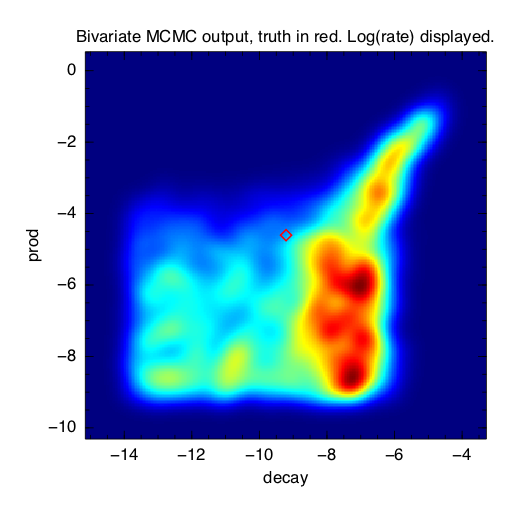 Bivariate MCMC output, truth in red. Log(rate) displayed.
0
−2
−4
−6
−8
−10
prod
−14 −12 −10 −8 −6 −4
decay